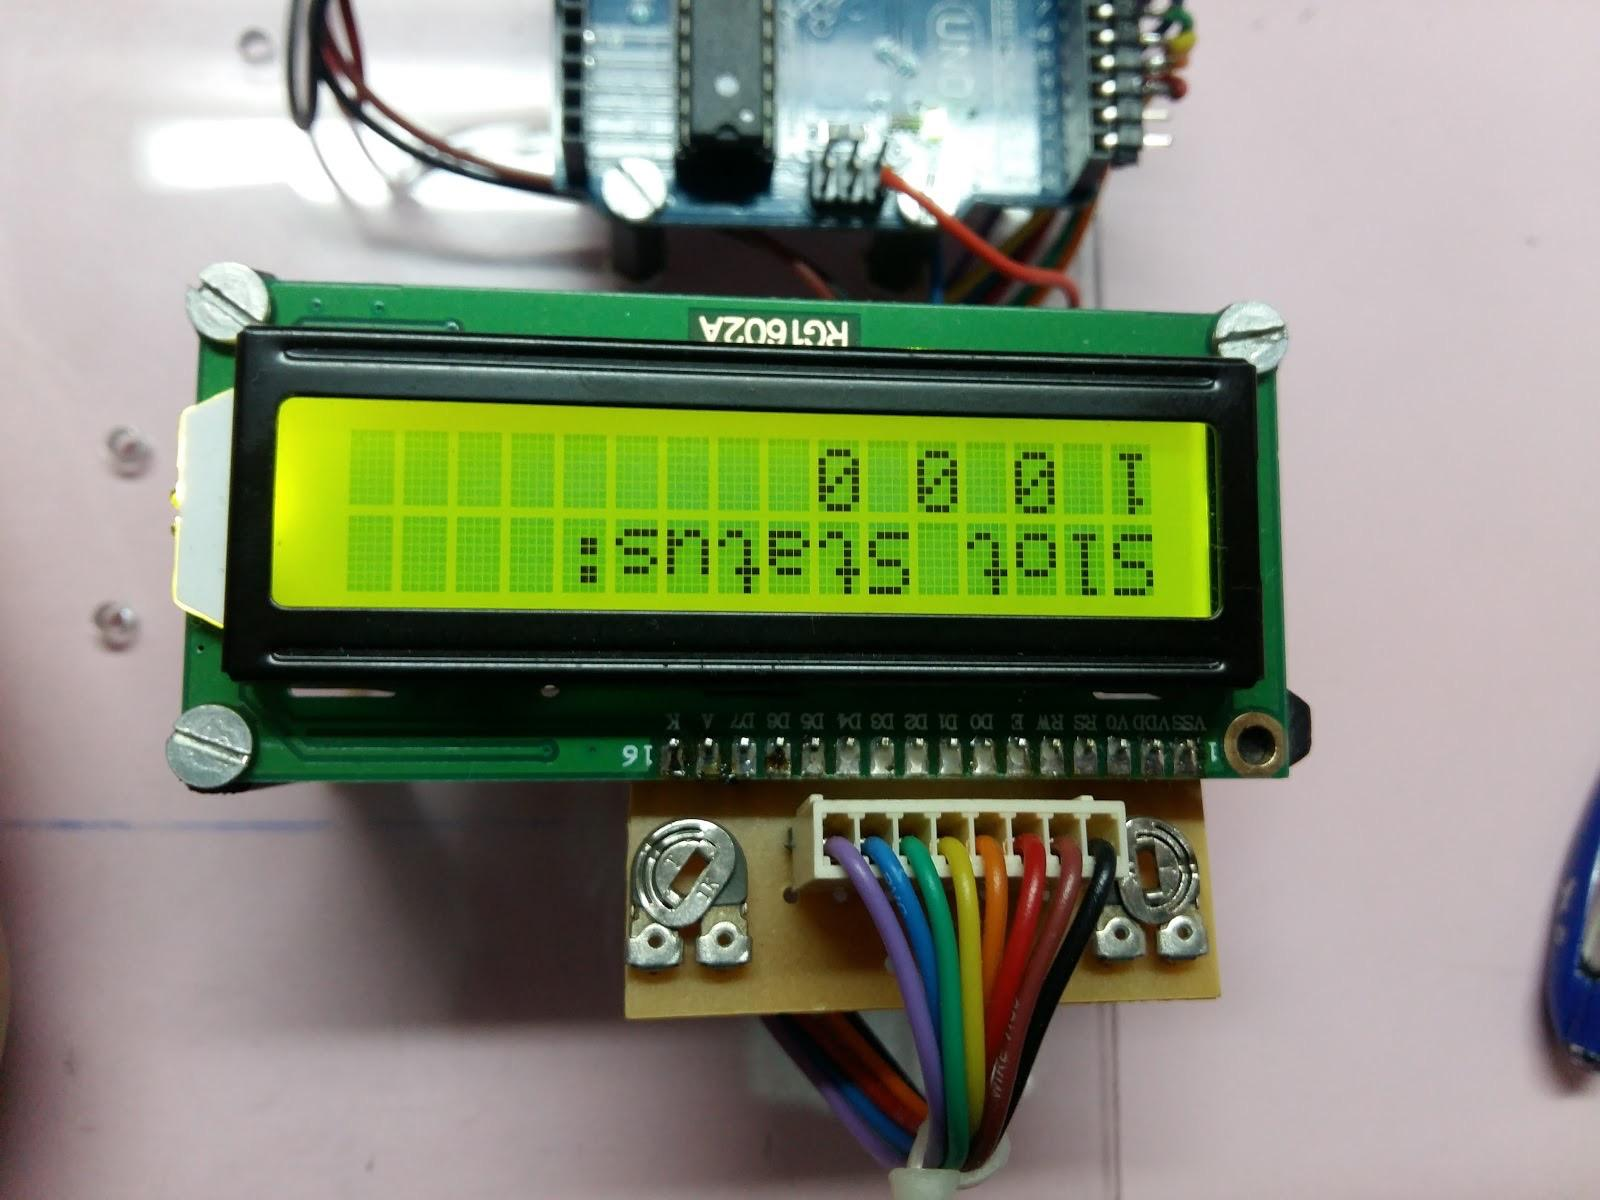 UNO
RG1602A
Slot Status:
1 0 0 0
16
K A D7 D6 D5 D4 D3 D2 D1 D0 E RW RS V0 VDD VSS
1
1K